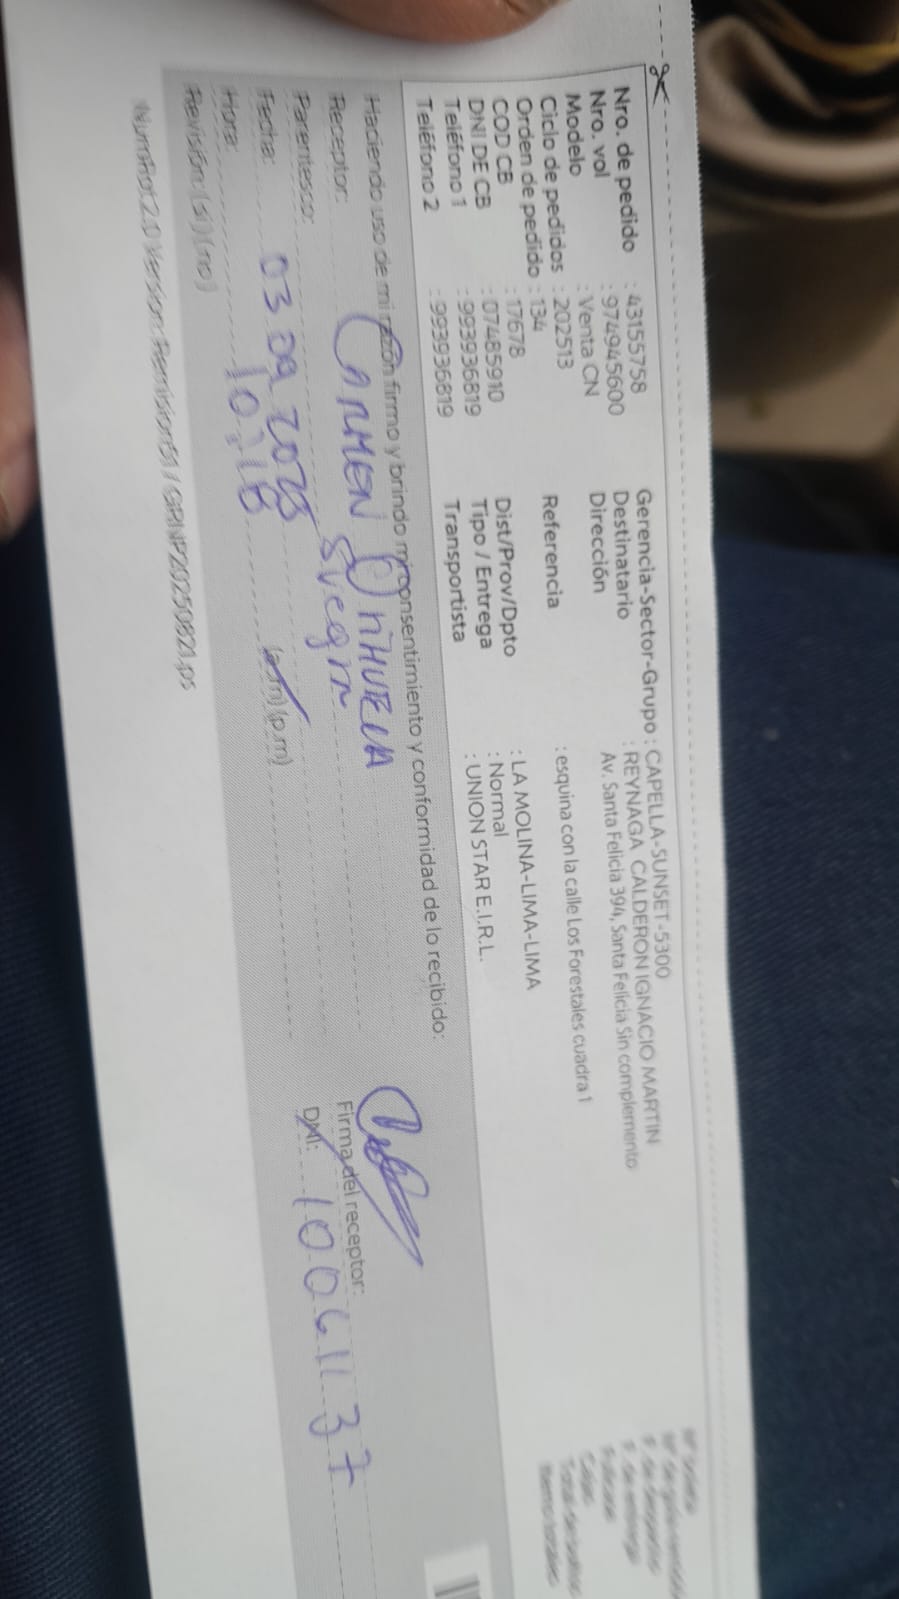 Nro. de pedido : 43155758
Nro. vol : 974945600
Modelo : Venta CN
Ciclo de pedidos : 202513
Orden de pedido : 134
COD CB : 17678
DNI DE CB : 07485910
Teléfono 1 : 993936819
Teléfono 2 : 993936819
Gerencia-Sector-Grupo : CAPELLA-SUNSET-5300
Destinatario : REYNAGA CALDERON IGNACIO MARTIN
Dirección Av. Santa Felicia 394, Santa Felicia Sin complemento
Referencia : esquina con la calle Los Forestales cuadra 1
Dist/Prov/Dpto : LA MOLINA-LIMA-LIMA
Tipo / Entrega : Normal
Transportista : UNION STAR E.I.R.L.
Haciendo uso de mi razón firmo y brindo mi consentimiento y conformidad de lo recibido:
Receptor: CARMEN
Parentesco: Suegra
Fecha: 03 09
Hora: 10:18 (a.m) (p.m)
Revisión: (si) (no)
Firma del receptor:
DNI: 10061137